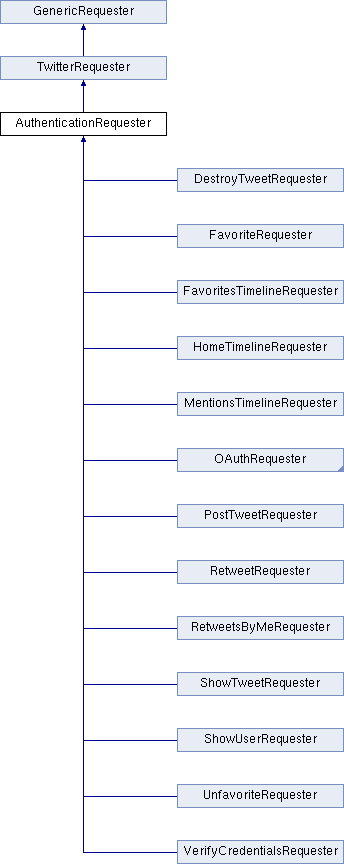 GenericRequester
TwitterRequester
AuthenticationRequester
DestroyTweetRequester
FavoriteRequester
FavoritesTimelineRequester
HomeTimelineRequester
MentionsTimelineRequester
OAuthRequester
PostTweetRequester
RetweetRequester
RetweetsByMeRequester
ShowTweetRequester
ShowUserRequester
UnfavoriteRequester
VerifyCredentialsRequester